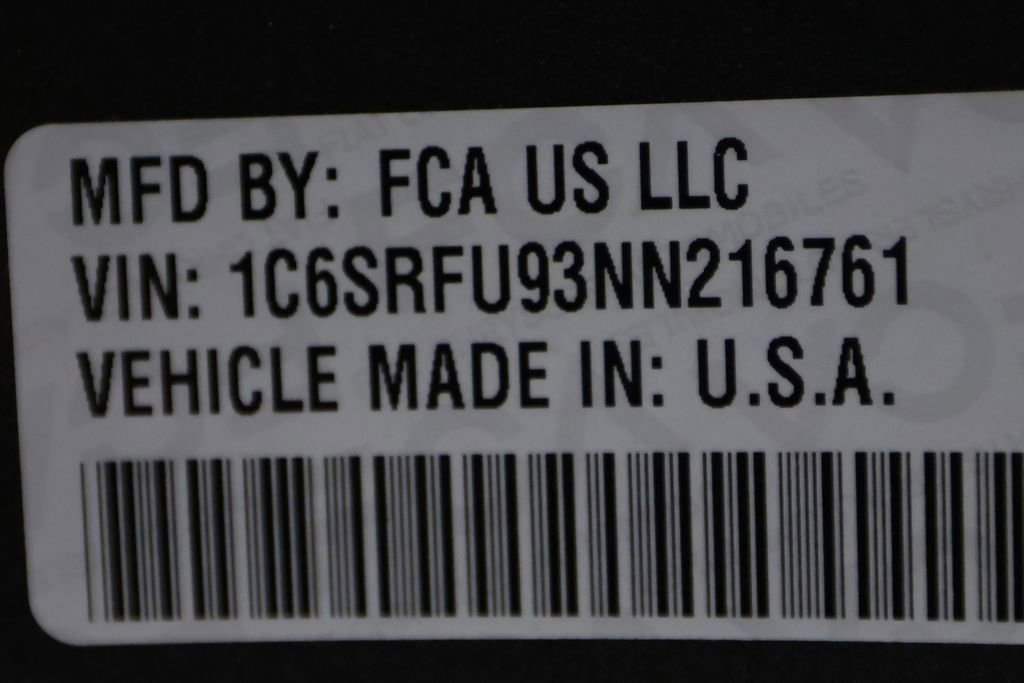 MFD BY: FCA US LLC
VIN: 1C6SRFU93NN216761
VEHICLE MADE IN: U.S.A.